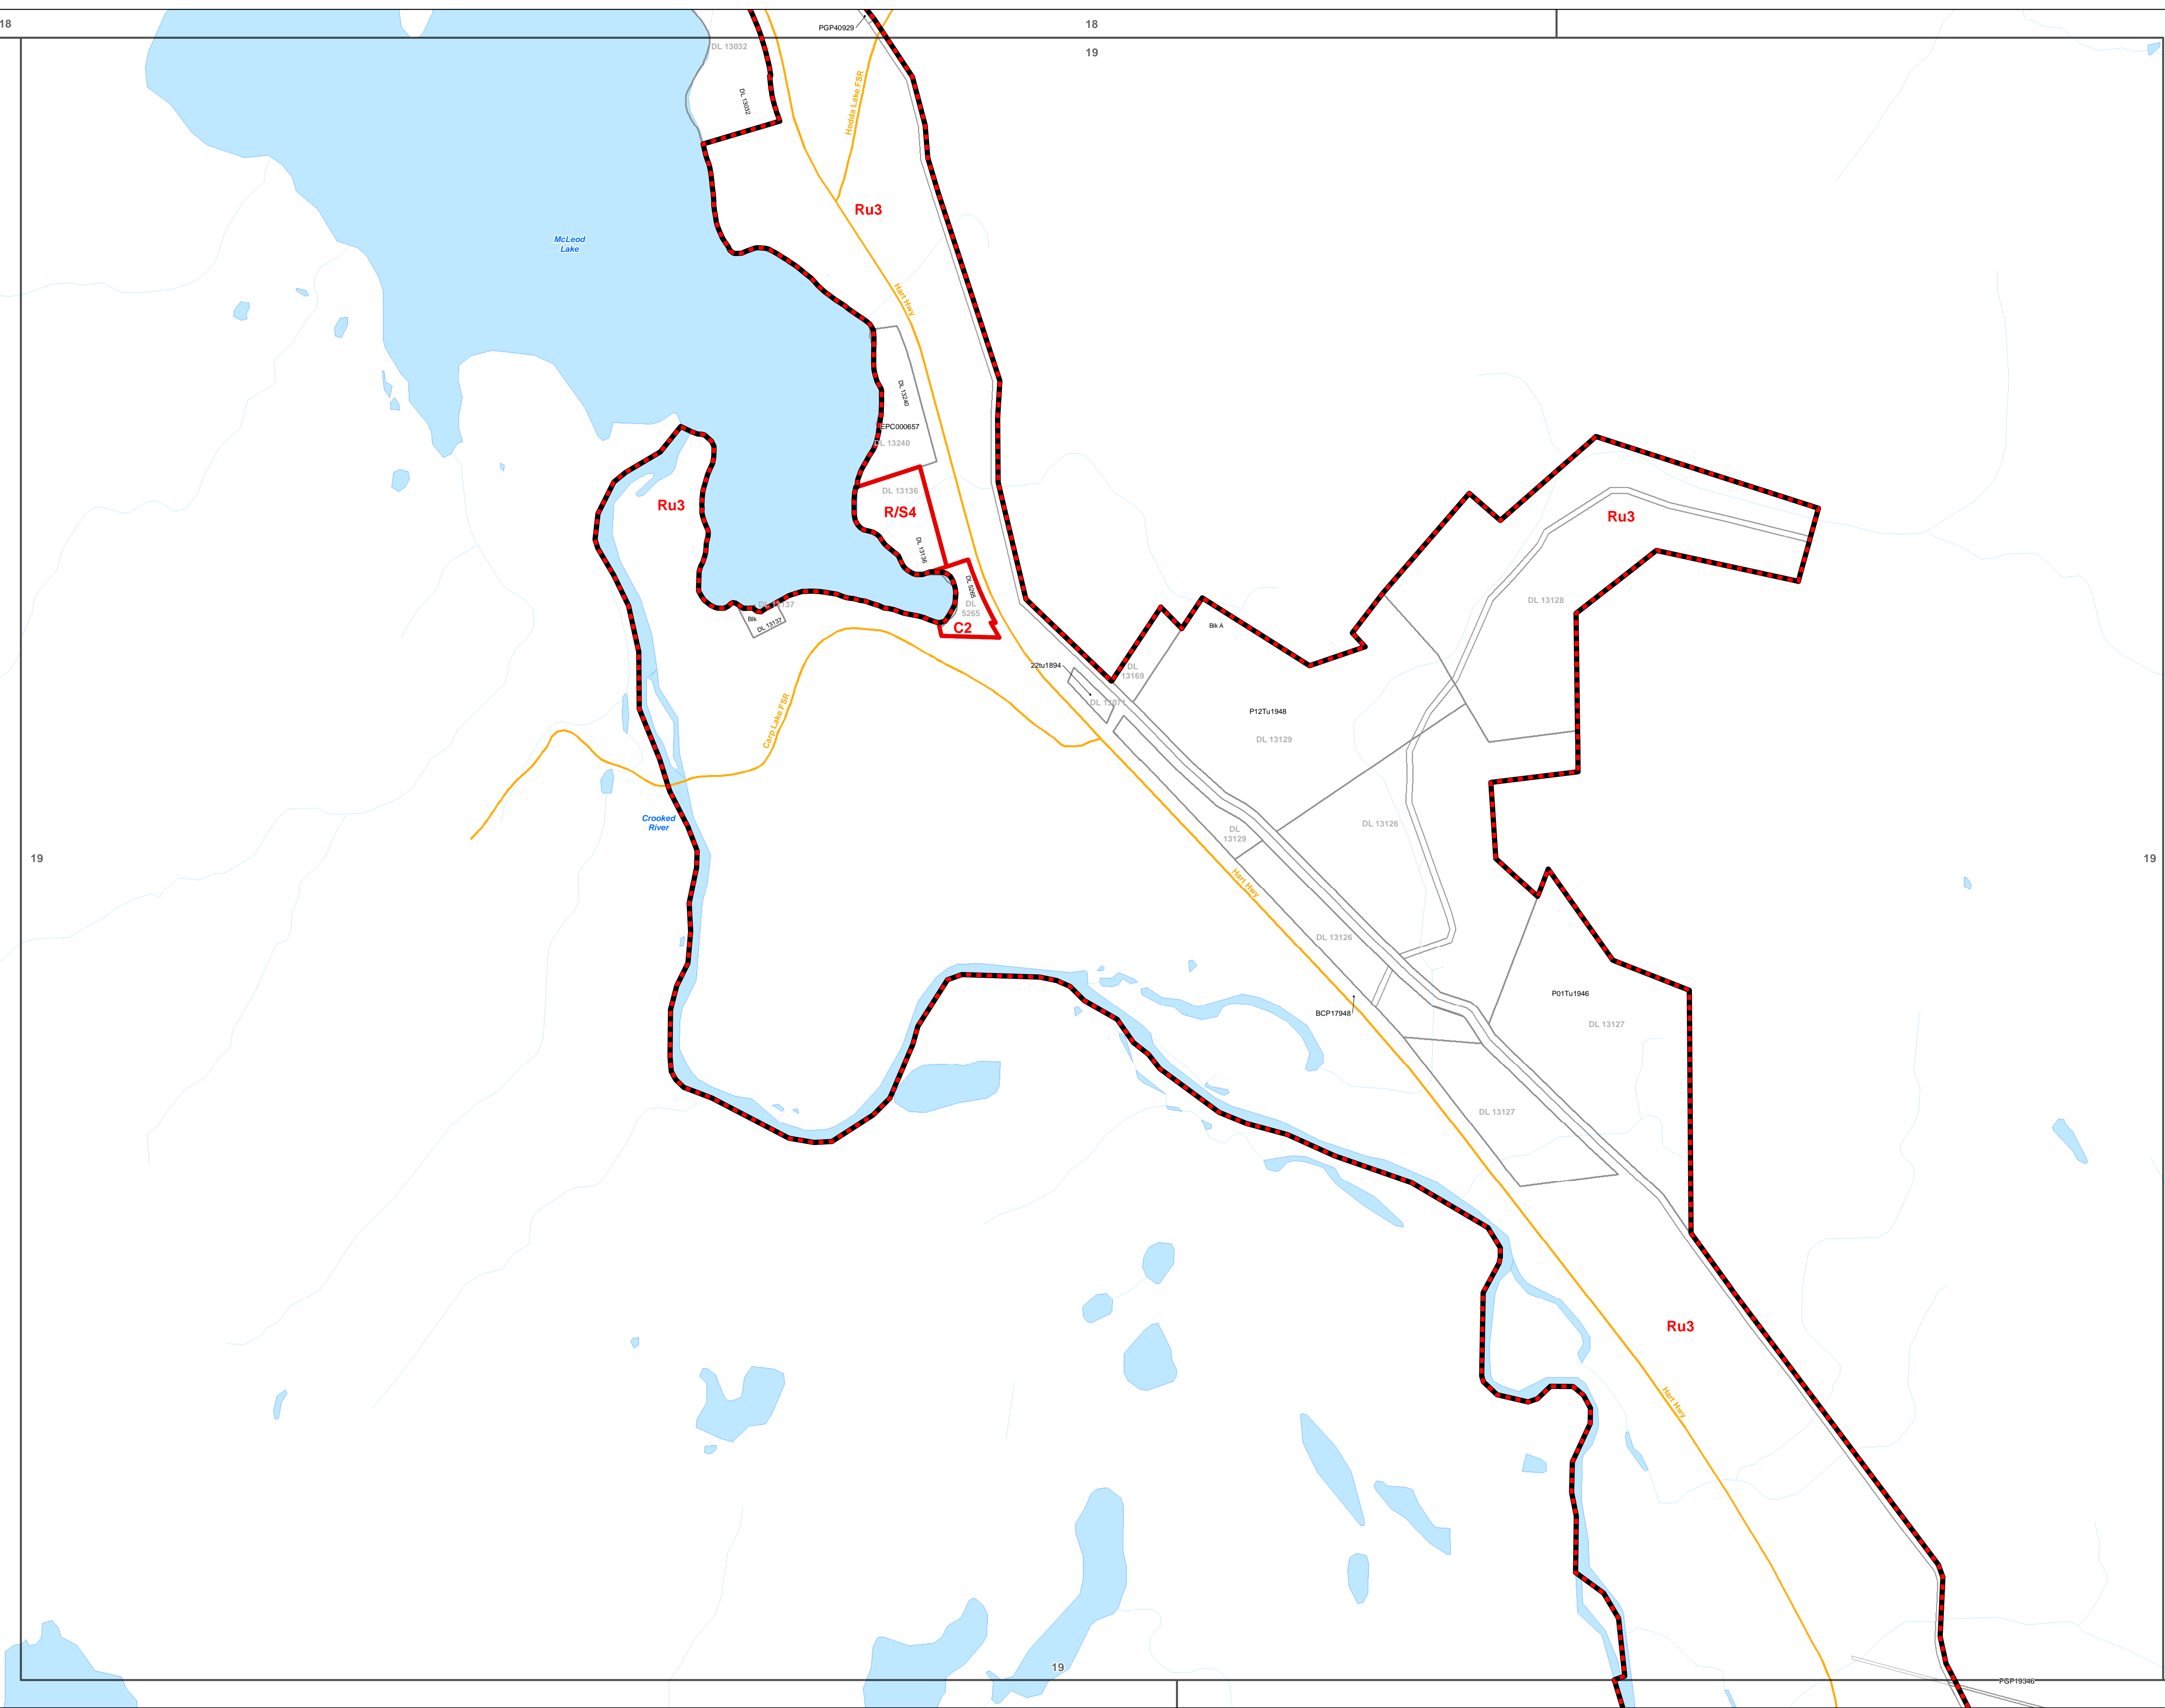 18
PGP40929
18
DL 13032
19
DL 13032
Hodda Lake FSR
Ru3
McLeod
Lake
Hart Hwy
DL 13240
EPC000657
DL 13240
DL 13136
R/S4
Ru3
Ru3
DL 13136
DL 5265
DL
5265
DL 13137
Blk
DL 13137
C2
DL 13128
Blk A
22tu1894
DL
13169
DL 13071
P12Tu1948
DL 13129
Carp Lake FSR
Crooked
River
DL
13129
DL 13126
19
19
Hart Hwy
DL 13126
P01Tu1946
BCP17948
DL 13127
DL 13127
Ru3
Hart Hwy
19
PGP19346